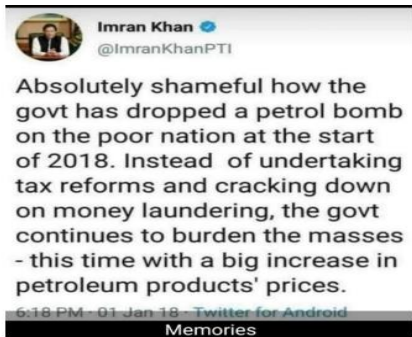 Imran Khan
@ImranKhanPTI
Absolutely shameful how the
govt has dropped a petrol bomb
on the poor nation at the start
of 2018. Instead of undertaking
tax reforms and cracking down
on money laundering, the govt
continues to burden the masses
- this time with a big increase in
petroleum products' prices.
6:18 PM · 01 Jan 18 · Twitter for Android
Memories